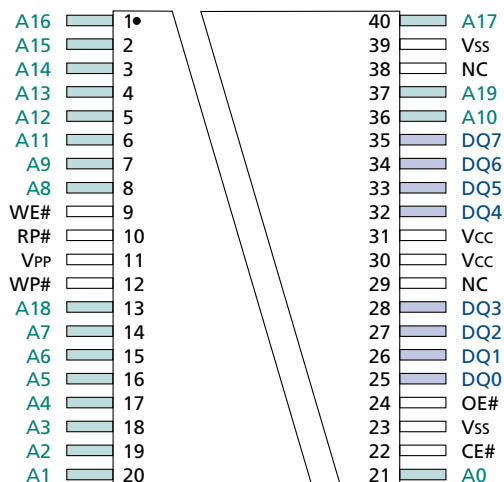 A16 1 40 A17
A15 2 39 Vss
A14 3 38 NC
A13 4 37 A19
A12 5 36 A10
A11 6 35 DQ7
A9 7 34 DQ6
A8 8 33 DQ5
WE# 9 32 DQ4
RP# 10 31 VCC
VPP 11 30 VCC
WP# 12 29 NC
A18 13 28 DQ3
A7 14 27 DQ2
A6 15 26 DQ1
A5 16 25 DQ0
A4 17 24 OE#
A3 18 23 Vss
A2 19 22 CE#
A1 20 21 A0